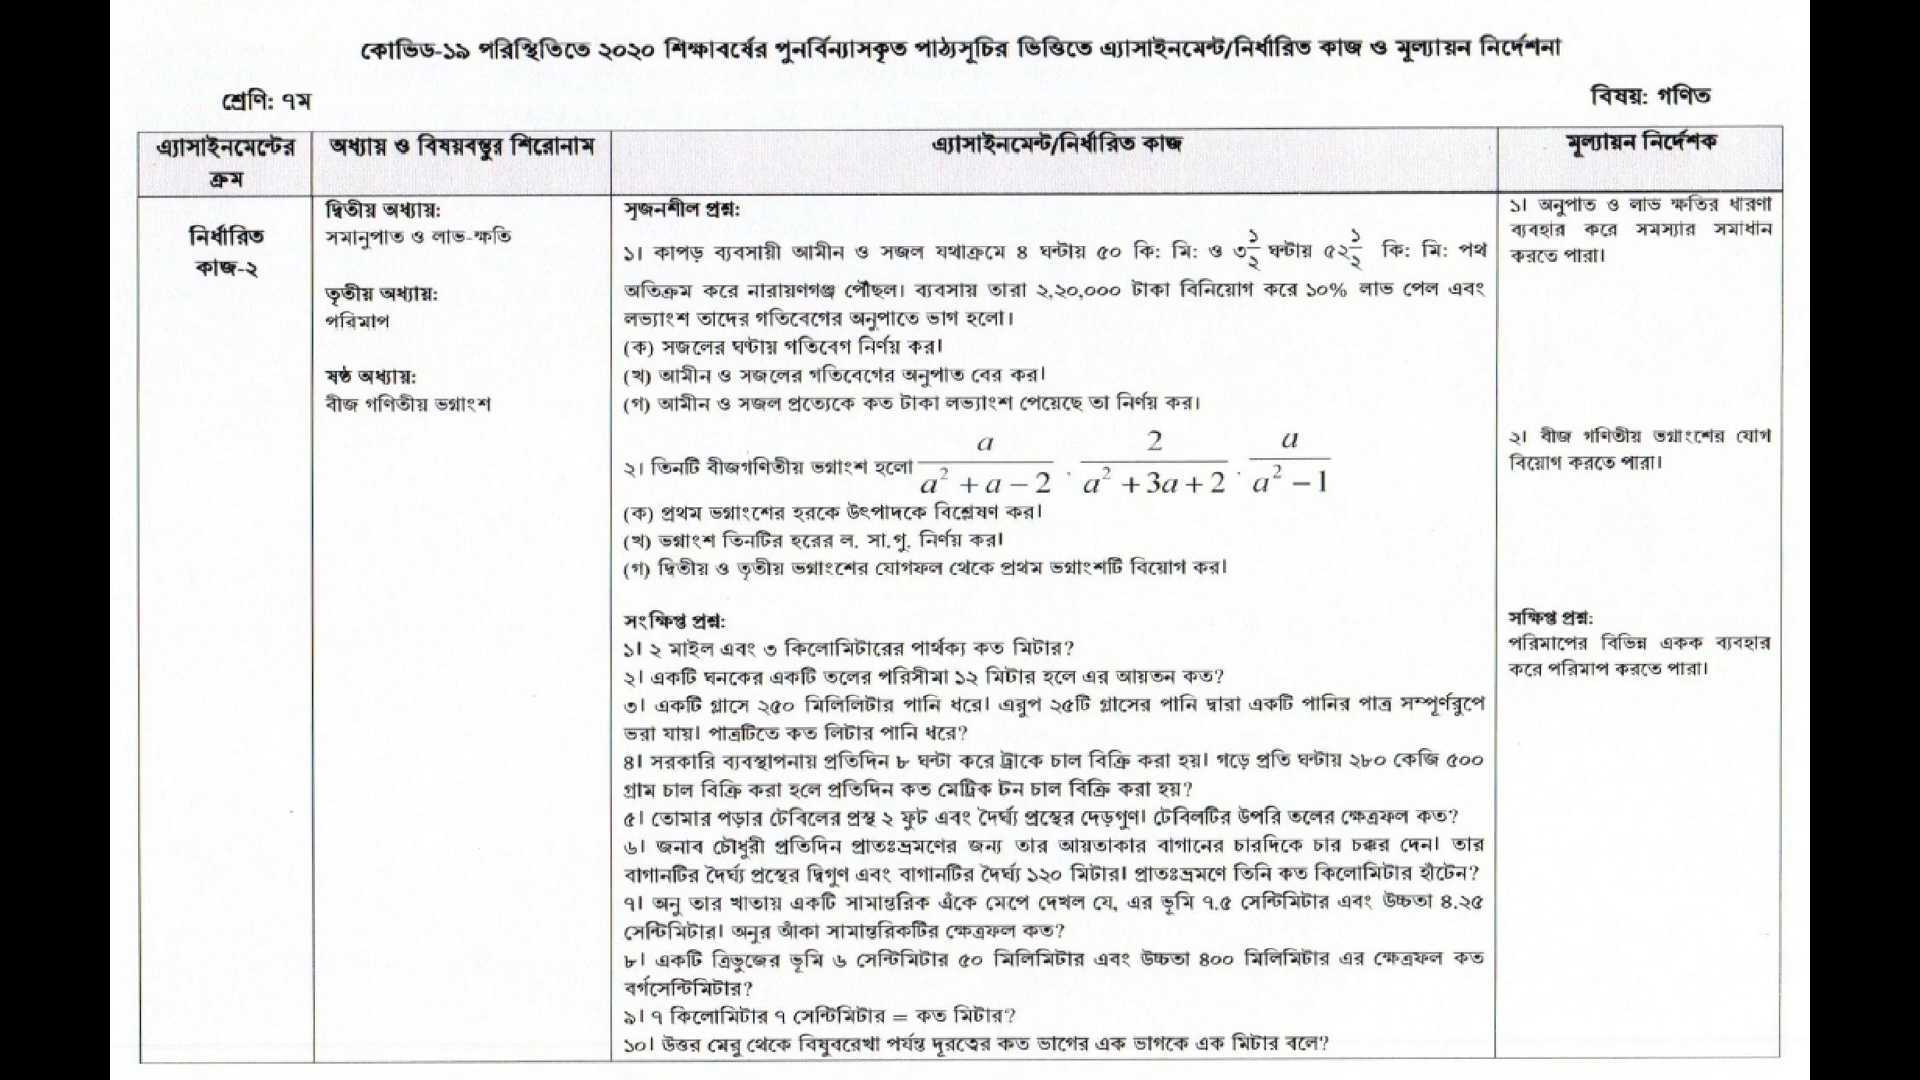 কোভিড-১৯ পরিস্থিতিতে ২০২০ শিক্ষাবর্ষের পুনর্বিন্যাসকৃত পাঠ্যসূচির ভিত্তিতে এ্যাসাইনমেন্ট/নির্ধারিত কাজ ও মূল্যায়ন নির্দেশনা
শ্রেণি: ৭ম
বিষয়: গণিত
এ্যাসাইনমেন্টের
ক্রম
অধ্যায় ও বিষয়বস্তুর শিরোনাম
এ্যাসাইনমেন্ট/নির্ধারিত কাজ
মূল্যায়ন নির্দেশক
নির্ধারিত
কাজ-২
দ্বিতীয় অধ্যায়:
সমানুপাত ও লাভ-ক্ষতি
তৃতীয় অধ্যায়:
পরিমাপ
ষষ্ঠ অধ্যায়:
বীজ গণিতীয় ভগ্নাংশ
সৃজনশীল প্রশ্ন:
১। কাপড় ব্যবসায়ী আমীন ও সজল যথাক্রমে ৪ ঘন্টায় ৫০ কি: মি: ও ৩ ১/২ ঘন্টায় ৫২ ১/২ কি: মি: পথ
অতিক্রম করে নারায়ণগঞ্জ পৌঁছল। ব্যবসায় তারা ২,২০,০০০ টাকা বিনিয়োগ করে ১০% লাভ পেল এবং
লভ্যাংশ তাদের গতিবেগের অনুপাতে ভাগ হলো।
(ক) সজলের ঘণ্টায় গতিবেগ নির্ণয় কর।
(খ) আমীন ও সজলের গতিবেগের অনুপাত বের কর।
(গ) আমীন ও সজল প্রত্যেকে কত টাকা লভ্যাংশ পেয়েছে তা নির্ণয় কর।
২। তিনটি বীজগণিতীয় ভগ্নাংশ হলো a/(a² + a − 2) , 2/(a² + 3a + 2) , a/(a² − 1)
(ক) প্রথম ভগ্নাংশের হরকে উৎপাদকে বিশ্লেষণ কর।
(খ) ভগ্নাংশ তিনটির হরের ল. সা.গু. নির্ণয় কর।
(গ) দ্বিতীয় ও তৃতীয় ভগ্নাংশের যোগফল থেকে প্রথম ভগ্নাংশটি বিয়োগ কর।
সংক্ষিপ্ত প্রশ্ন:
১। ২ মাইল এবং ৩ কিলোমিটারের পার্থক্য কত মিটার?
২। একটি ঘনকের একটি তলের পরিসীমা ১২ মিটার হলে এর আয়তন কত?
৩। একটি গ্লাসে ২৫০ মিলিলিটার পানি ধরে। এরূপ ২৫টি গ্লাসের পানি দ্বারা একটি পানির পাত্র সম্পূর্ণরুপে
ভরা যায়। পাত্রটিতে কত লিটার পানি ধরে?
৪। সরকারি ব্যবস্থাপনায় প্রতিদিন ৮ ঘন্টা করে ট্রাকে চাল বিক্রি করা হয়। গড়ে প্রতি ঘন্টায় ২৮০ কেজি ৫০০
গ্রাম চাল বিক্রি করা হলে প্রতিদিন কত মেট্রিক টন চাল বিক্রি করা হয়?
৫। তোমার পড়ার টেবিলের প্রস্থ ২ ফুট এবং দৈর্ঘ্য প্রস্থের দেড়গুণ। টেবিলটির উপরি তলের ক্ষেত্রফল কত?
৬। জনাব চৌধুরী প্রতিদিন প্রাতঃভ্রমণের জন্য তার আয়তাকার বাগানের চারদিকে চার চক্কর দেন। তার
বাগানটির দৈর্ঘ্য প্রস্থের দ্বিগুণ এবং বাগানটির দৈর্ঘ্য ১২০ মিটার। প্রাতঃভ্রমণে তিনি কত কিলোমিটার হাঁটেন?
৭। অনু তার খাতায় একটি সামান্তরিক এঁকে মেপে দেখল যে, এর ভূমি ৭.৫ সেন্টিমিটার এবং উচ্চতা ৪.২৫
সেন্টিমিটার। অনুর আঁকা সামান্তরিকটির ক্ষেত্রফল কত?
৮। একটি ত্রিভুজের ভূমি ৬ সেন্টিমিটার ৫০ মিলিমিটার এবং উচ্চতা ৪০০ মিলিমিটার এর ক্ষেত্রফল কত
বর্গসেন্টিমিটার?
৯। ৭ কিলোমিটার ৭ সেন্টিমিটার = কত মিটার?
১০। উত্তর মেরু থেকে বিষুবরেখা পর্যন্ত দূরত্বের কত ভাগের এক ভাগকে এক মিটার বলে?
১। অনুপাত ও লাভ ক্ষতির ধারণা
ব্যবহার করে সমস্যার সমাধান
করতে পারা।
২। বীজ গণিতীয় ভগ্নাংশের যোগ
বিয়োগ করতে পারা।
সক্ষিপ্ত প্রশ্ন:
পরিমাপের বিভিন্ন একক ব্যবহার
করে পরিমাপ করতে পারা।